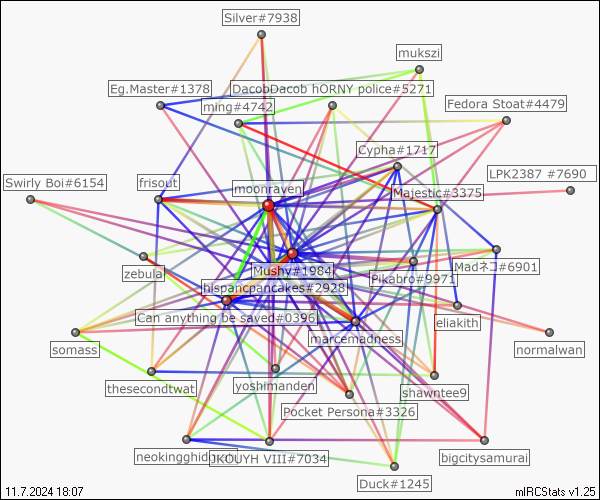 Silver#7938
mukszi
Eg.Master#1378
DacobDacob hORNY police#5271
ming#4742
Fedora Stoat#4479
Cypha#1717
LPK2387 #7690
Swirly Boi#6154
frisout
moonraven
Majestic#3375
zebula
Mushy#1984
Madネコ#6901
Pikabro#9971
hispancpancakes#2928
Can anything be saved#0396
eliakith
marcemadness
somass
normalwan
thesecondtwat
yoshimanden
shawntee9
Pocket Persona#3326
JKOUYH VIII#7034
bigcitysamurai
Duck#1245
11.7.2024 18:07
mIRCStats v1.25